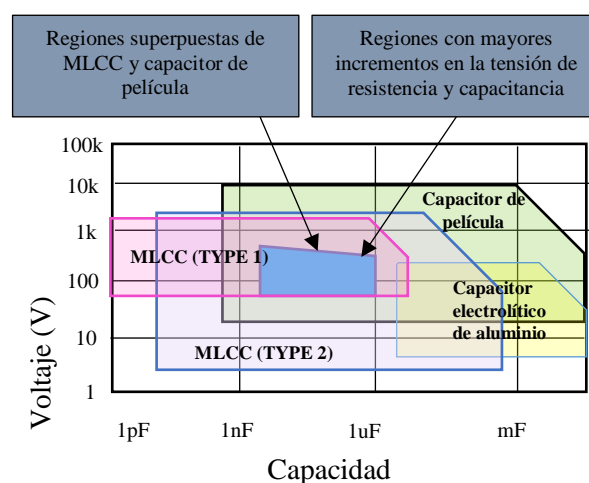 Regiones superpuestas de
MLCC y capacitor de
película
Regiones con mayores
incrementos en la tensión de
resistencia y capacitancia
100k
10k
1k
100
10
1
Voltaje (V)
Capacitor de
película
MLCC (TYPE 1)
Capacitor
electrolítico
de aluminio
MLCC (TYPE 2)
1pF
1nF
1uF
mF
Capacidad